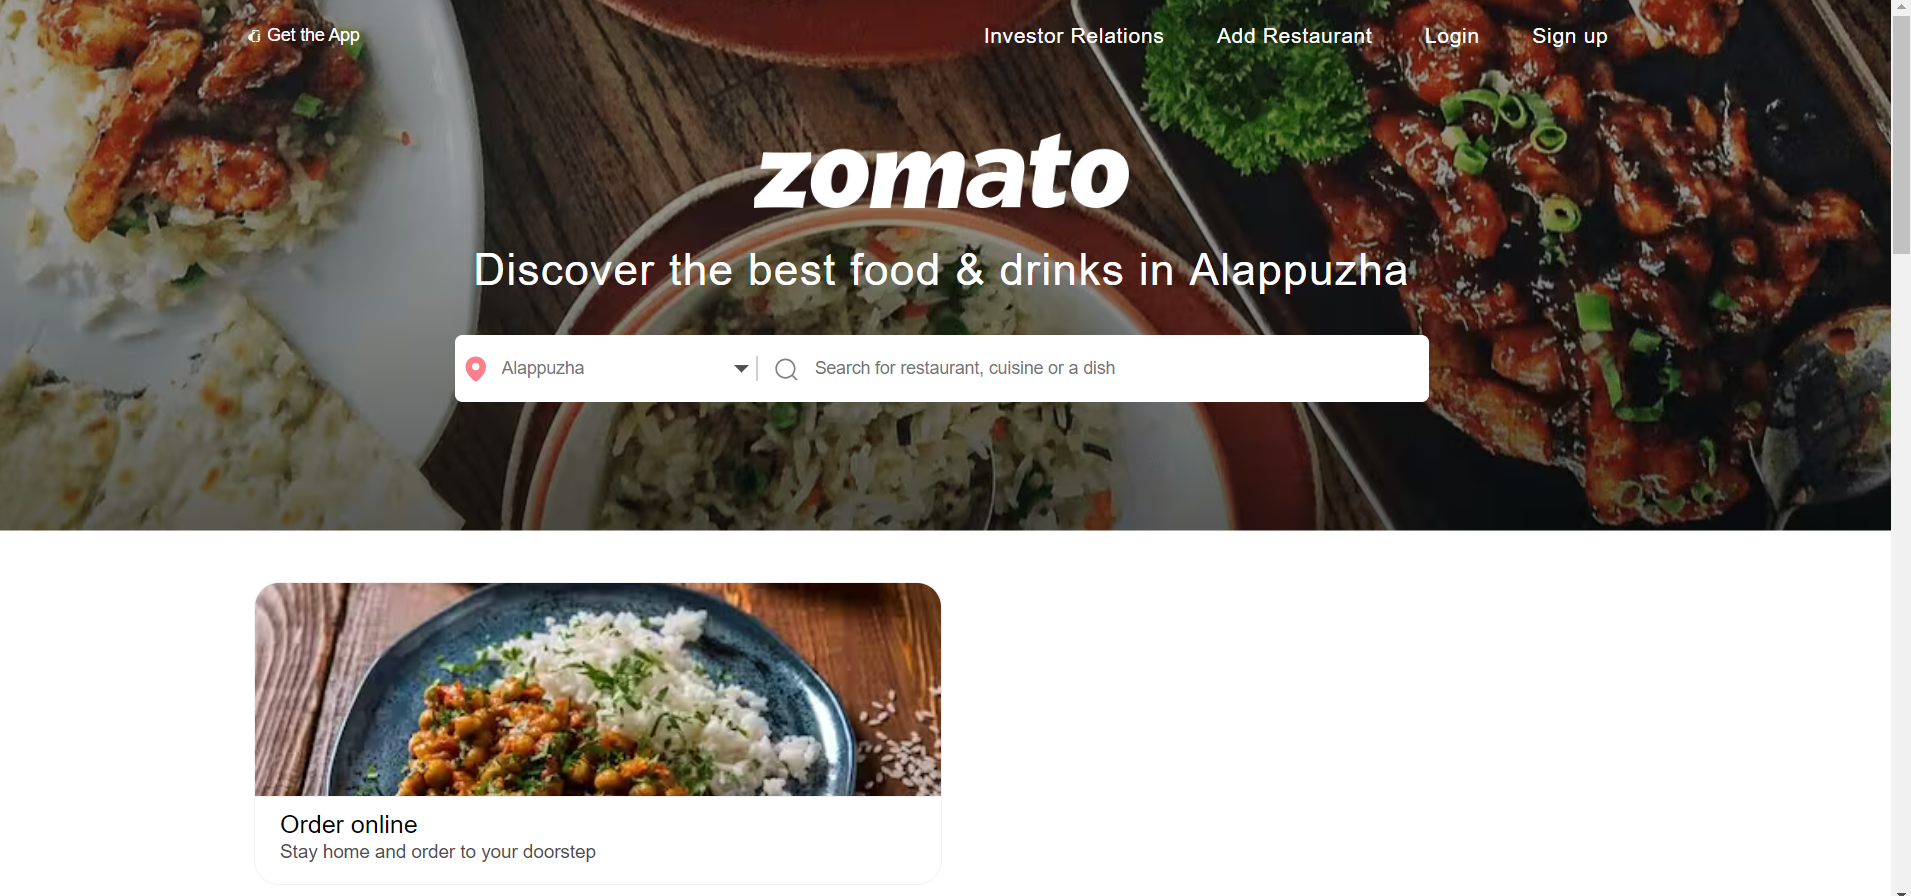 Get the App
Investor Relations
Add Restaurant
Login
Sign up
zomato
Discover the best food & drinks in Alappuzha
Alappuzha
Search for restaurant, cuisine or a dish
Order online
Stay home and order to your doorstep